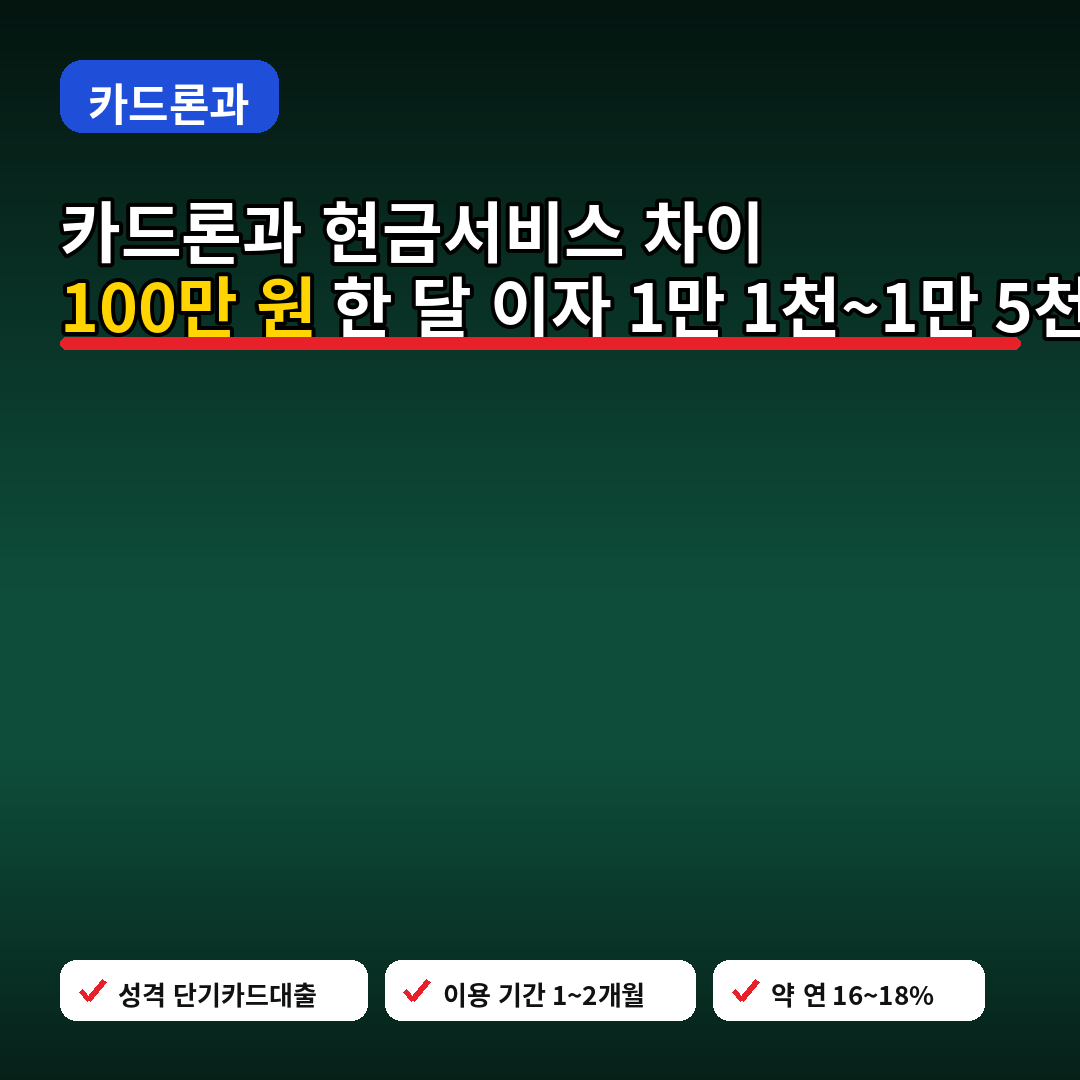 카드론과
카드론과 현금서비스 차이
100만 원 한 달 이자 1만 1천~1만 5천
성격 단기카드대출
이용 기간 1~2개월
약 연 16~18%